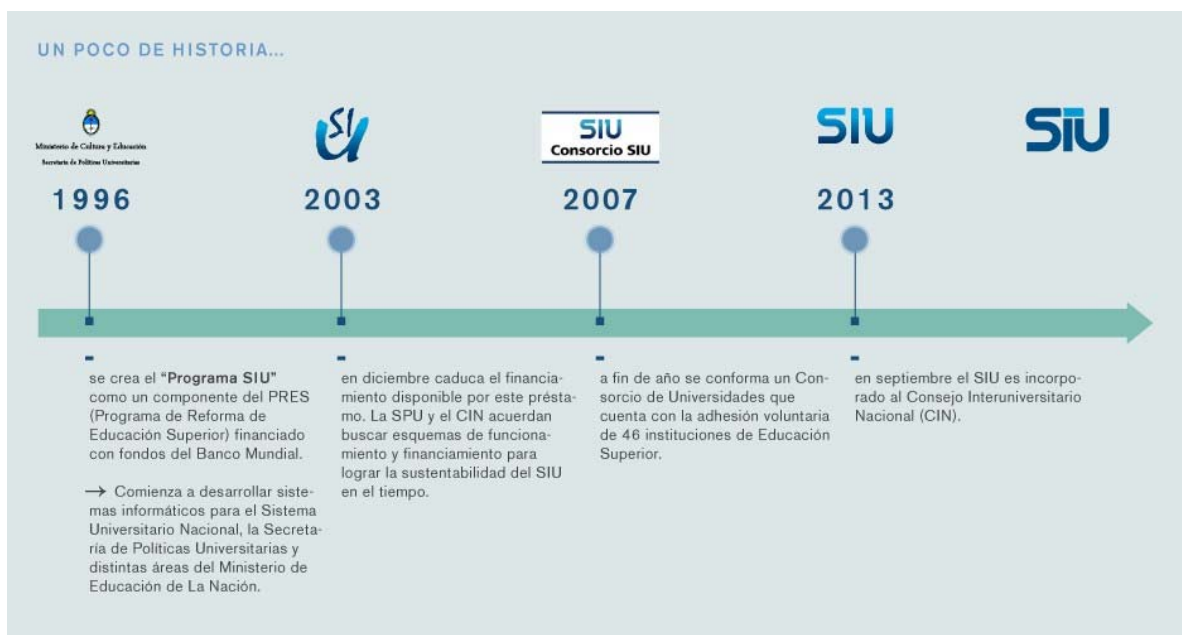 UN POCO DE HISTORIA...
Ministerio de Cultura y Educación
Secretaría de Políticas Universitarias
1996
se crea el “Programa SIU”
como un componente del PRES
(Programa de Reforma de
Educación Superior) financiado
con fondos del Banco Mundial.
→ Comienza a desarrollar siste-
mas informáticos para el Sistema
Universitario Nacional, la Secreta-
ría de Políticas Universitarias y
distintas áreas del Ministerio de
Educación de La Nación.
SIU
2003
en diciembre caduca el financia-
miento disponible por este présta-
mo. La SPU y el CIN acuerdan
buscar esquemas de funciona-
miento y financiamiento para
lograr la sustentabilidad del SIU
en el tiempo.
SIU
Consorcio SIU
2007
a fin de año se conforma un Con-
sorcio de Universidades que
cuenta con la adhesión voluntaria
de 46 instituciones de Educación
Superior.
SIU
2013
en septiembre el SIU es incorpo-
rado al Consejo Interuniversitario
Nacional (CIN).
SIU